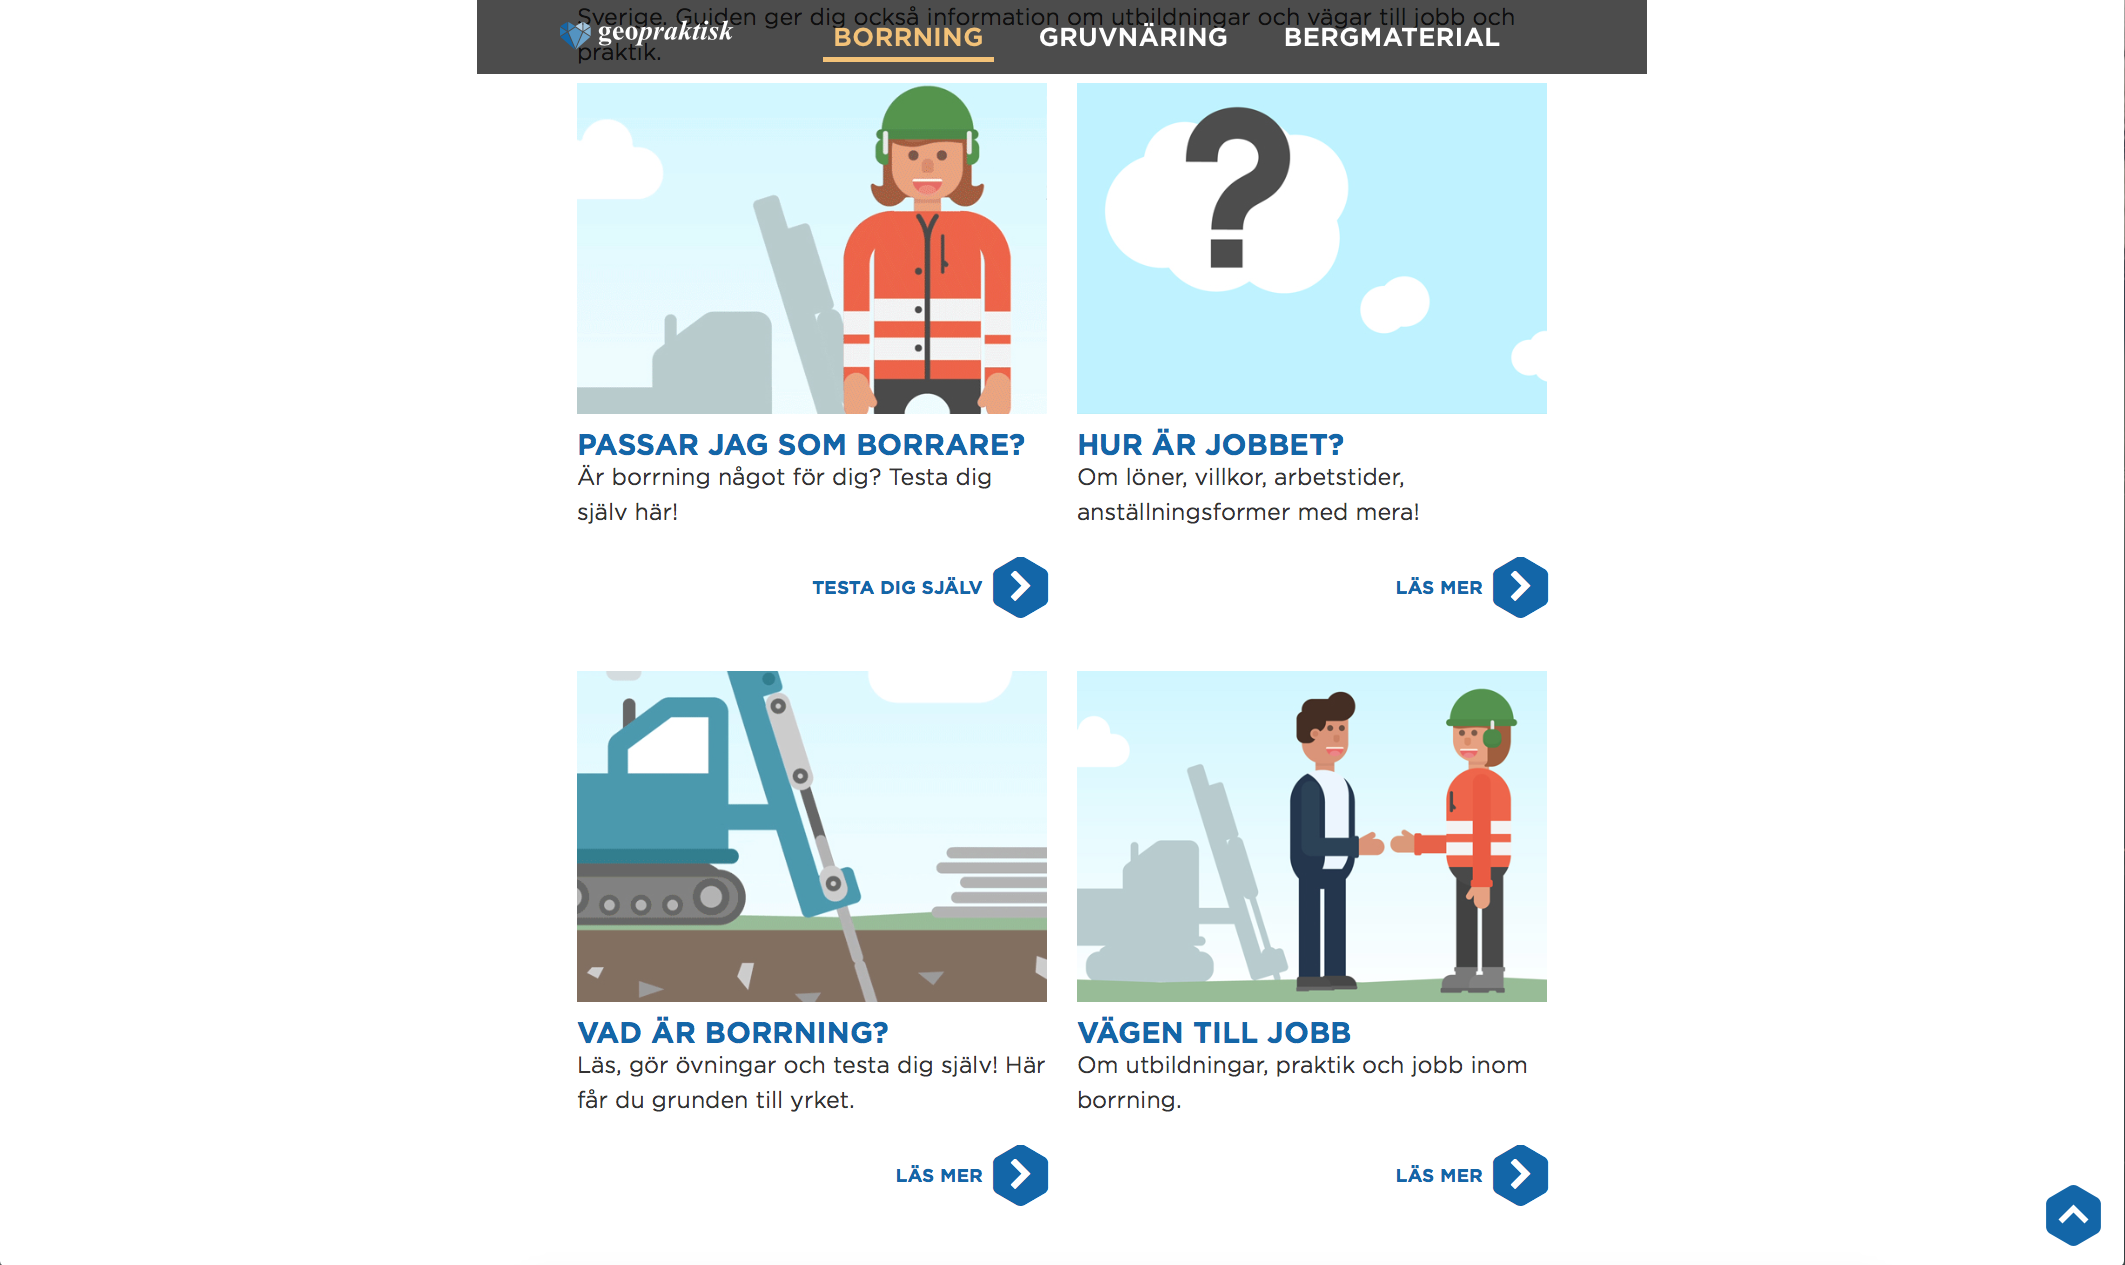 Sverige. Guiden ger dig också information om utbildningar och vägar till jobb och
praktik.
geopraktisk
BORRNING
GRUVNÄRING
BERGMATERIAL
?
PASSAR JAG SOM BORRARE?
Är borrning något för dig? Testa dig
själv här!
TESTA DIG SJÄLV
HUR ÄR JOBBET?
Om löner, villkor, arbetstider,
anställningsformer med mera!
LÄS MER
VAD ÄR BORRNING?
Läs, gör övningar och testa dig själv! Här
får du grunden till yrket.
LÄS MER
VÄGEN TILL JOBB
Om utbildningar, praktik och jobb inom
borrning.
LÄS MER